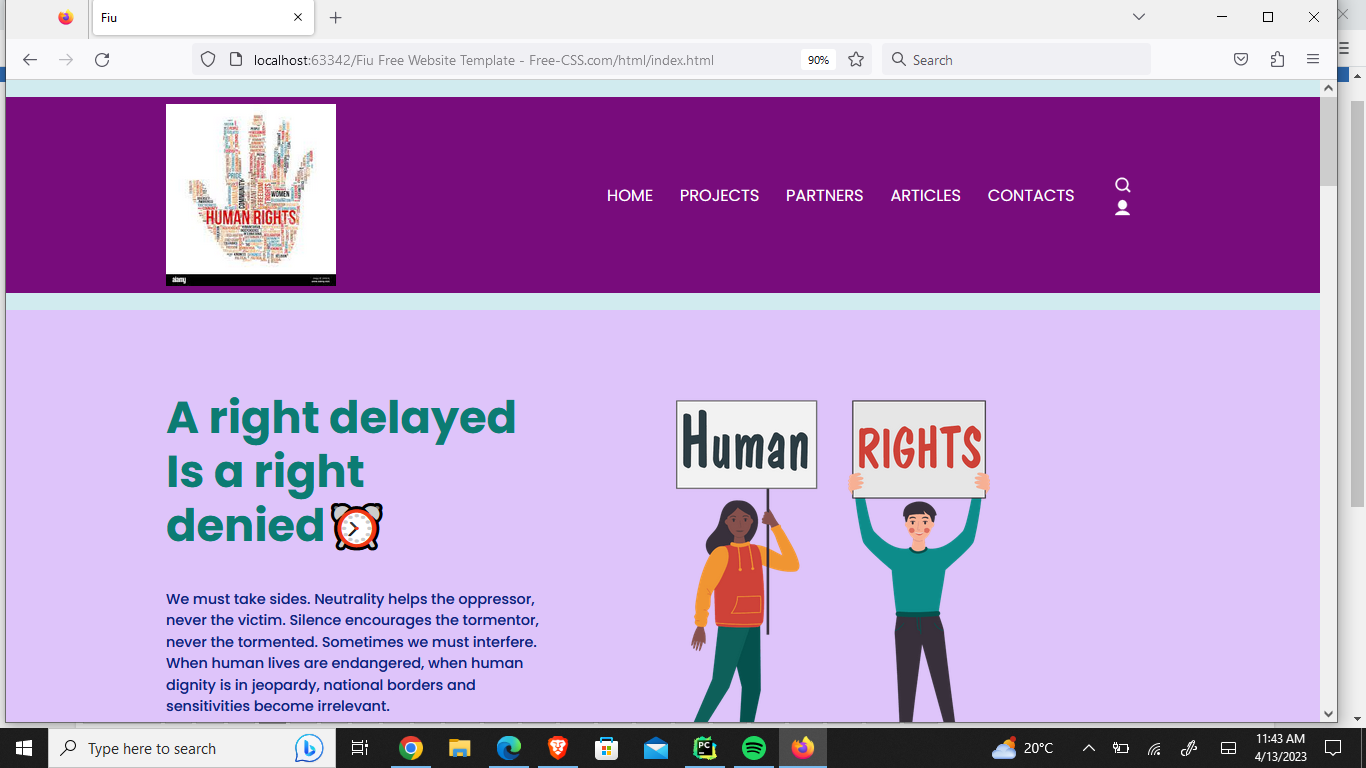 Fiu
localhost:63342/Fiu Free Website Template - Free-CSS.com/html/index.html
90%
Search
HUMAN RIGHTS
WOMEN
COMMUNITY
FREEDOM
alamy
HOME PROJECTS PARTNERS ARTICLES CONTACTS
A right delayed
Is a right
denied
Human
RIGHTS
We must take sides. Neutrality helps the oppressor,
never the victim. Silence encourages the tormentor,
never the tormented. Sometimes we must interfere.
When human lives are endangered, when human
dignity is in jeopardy, national borders and
sensitivities become irrelevant.
Type here to search
PC
20°C
11:43 AM
4/13/2023